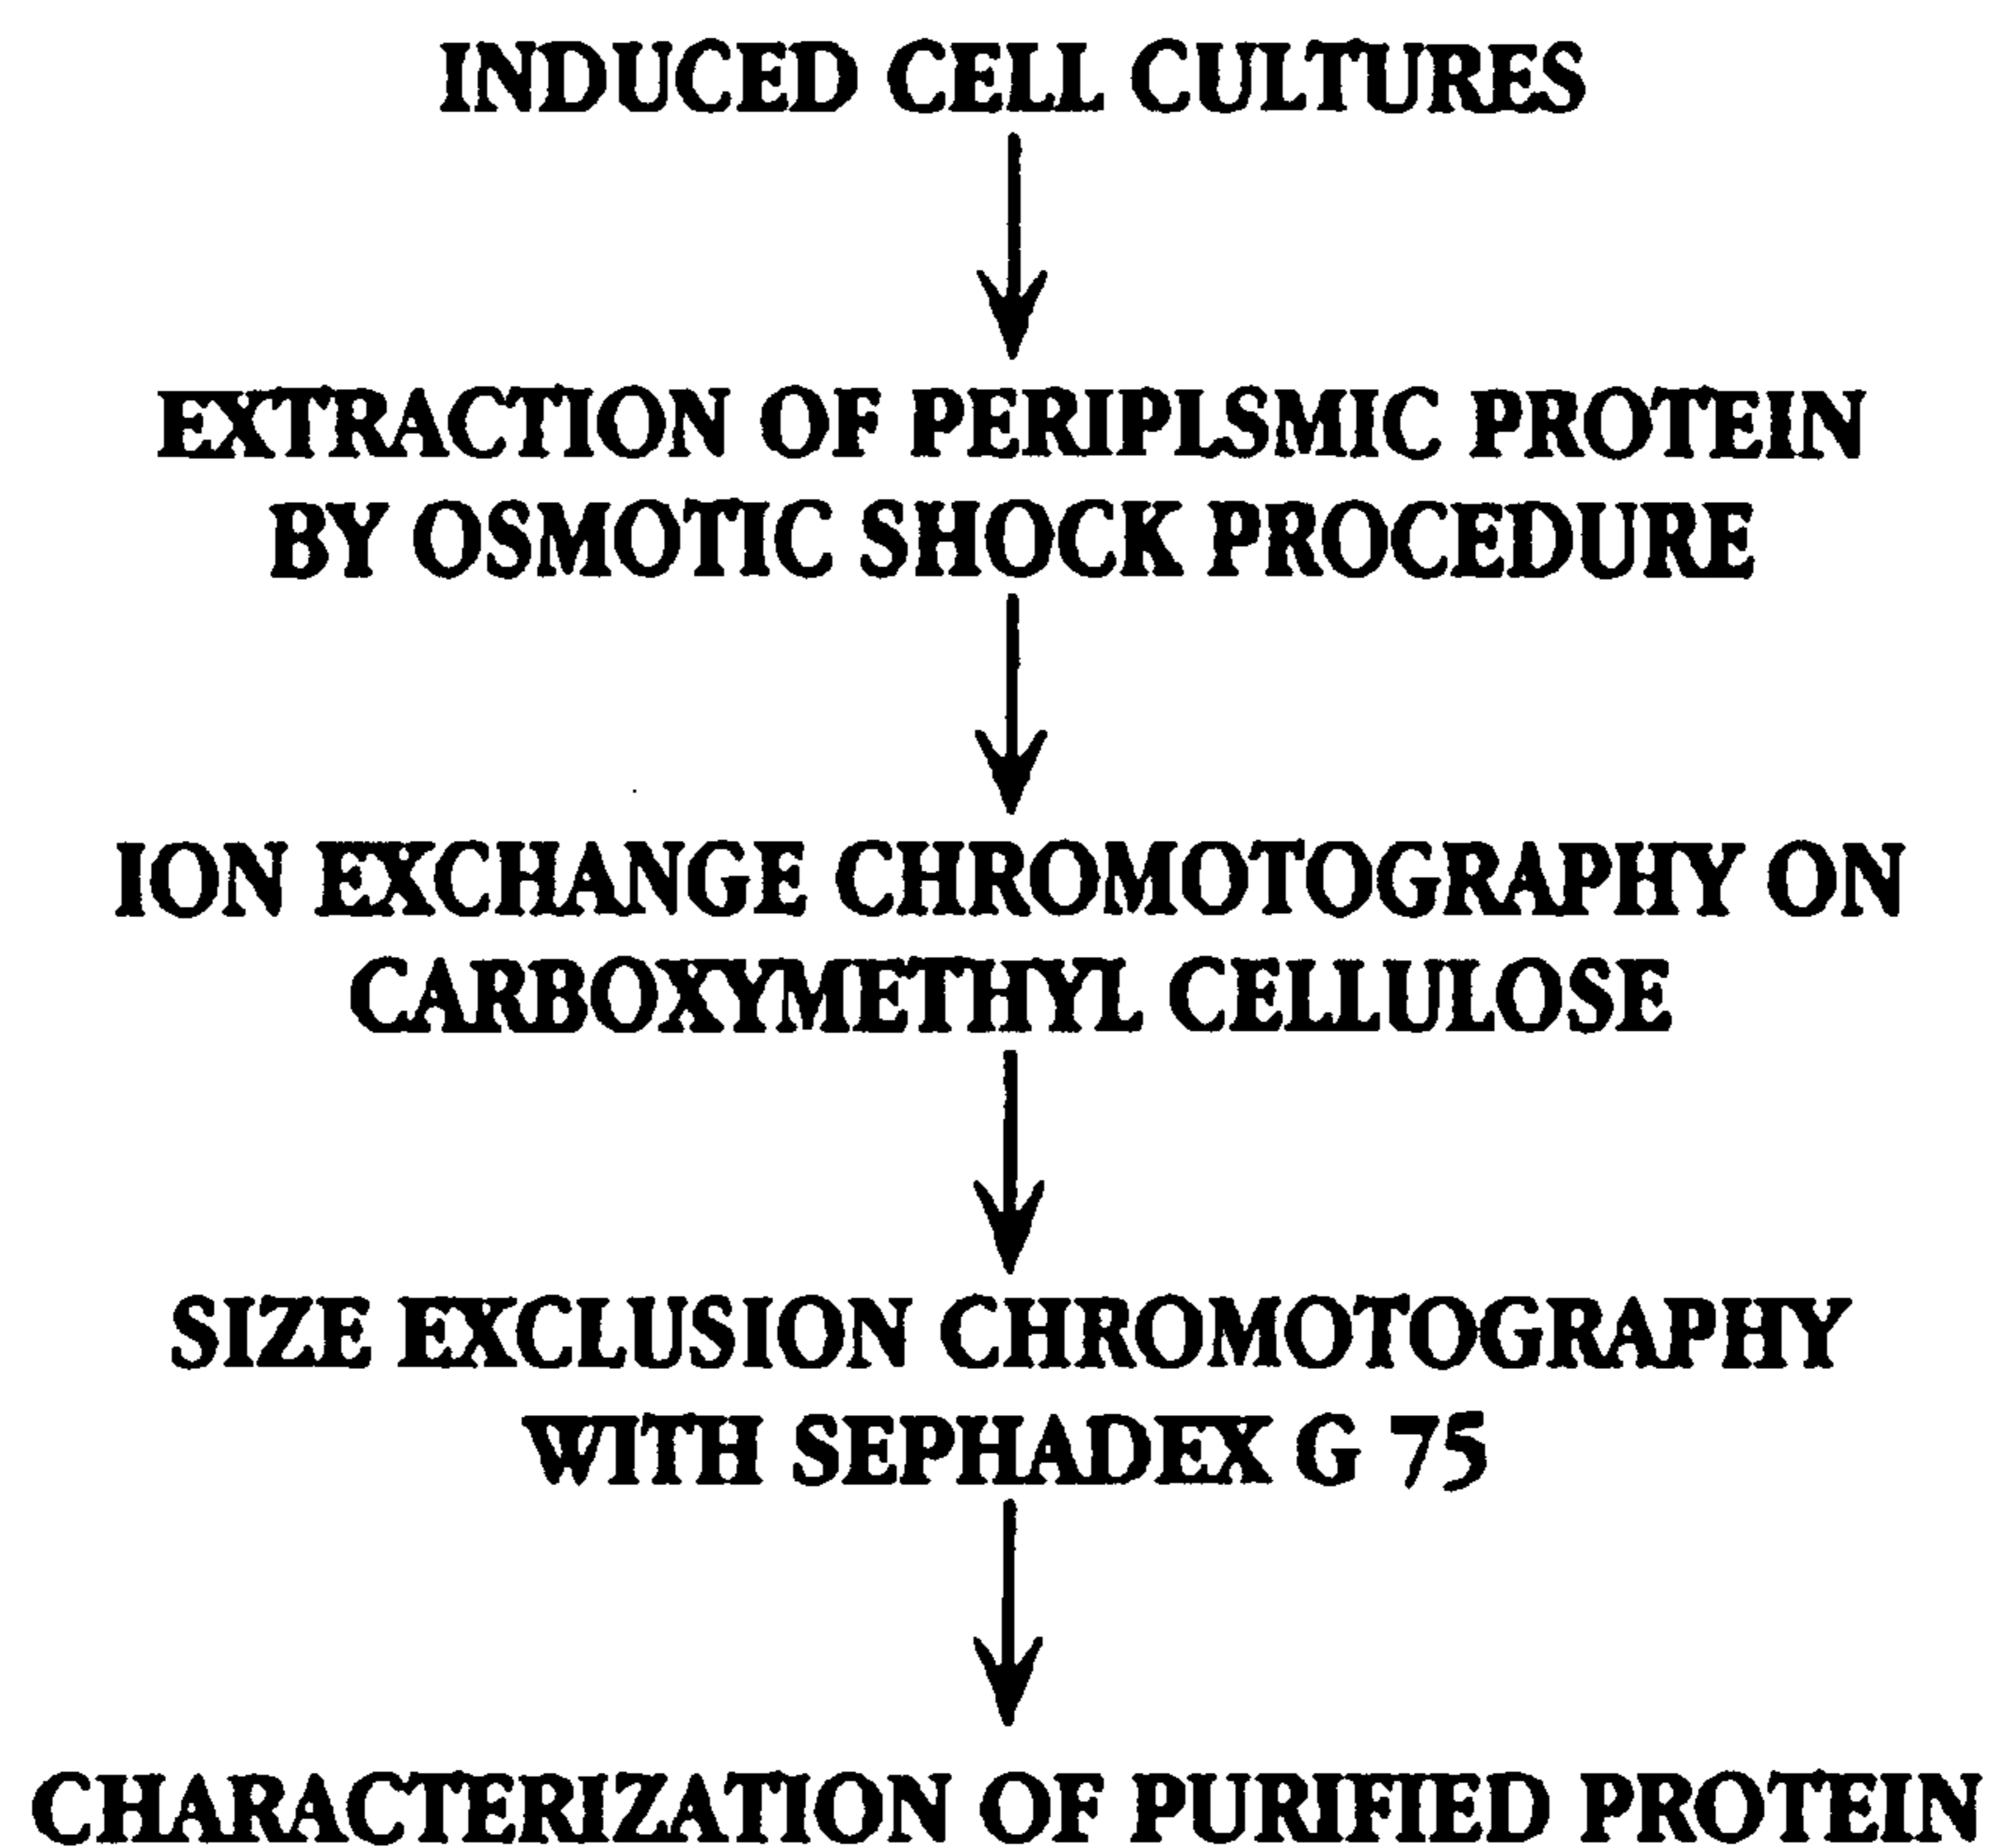 INDUCED CELL CULTURES
EXTRACTION OF PERIPLSMIC PROTEIN
BY OSMOTIC SHOCK PROCEDURE
ION EXCHANGE CHROMOTOGRAPHY ON
CARBOXYMETHYL CELLULOSE
SIZE EXCLUSION CHROMOTOGRAPHY
WITH SEPHADEX G 75
CHARACTERIZATION OF PURIFIED PROTEIN